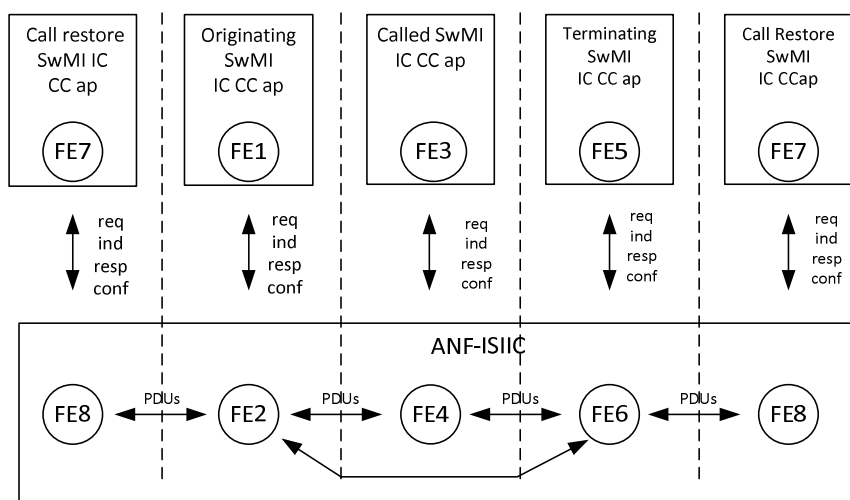 Call restore
SwMI IC
CC ap
FE7
Originating
SwMI
IC CC ap
FE1
Called SwMI
IC CC ap
FE3
Terminating
SwMI
IC CC ap
FE5
Call Restore
SwMI
IC CCap
FE7
req
ind
resp
conf
req
ind
resp
conf
req
ind
resp
conf
req
ind
resp
conf
req
ind
resp
conf
ANF-ISIIC
FE8
PDUs
FE2
PDUs
FE4
PDUs
FE6
PDUs
FE8